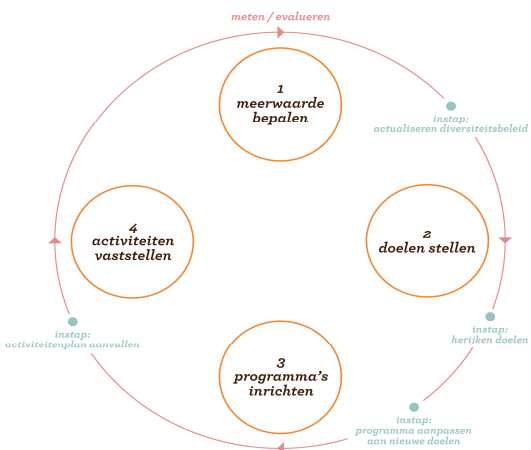 meten / evalueren
1
meerwaarde
bepalen
instap:
actualiseren diversiteitsbeleid
2
doelen stellen
instap:
herijken doelen
3
programma's
inrichten
instap:
programma aanpassen
aan nieuwe doelen
4
activiteiten
vaststellen
instap:
activiteitenplan aanvullen